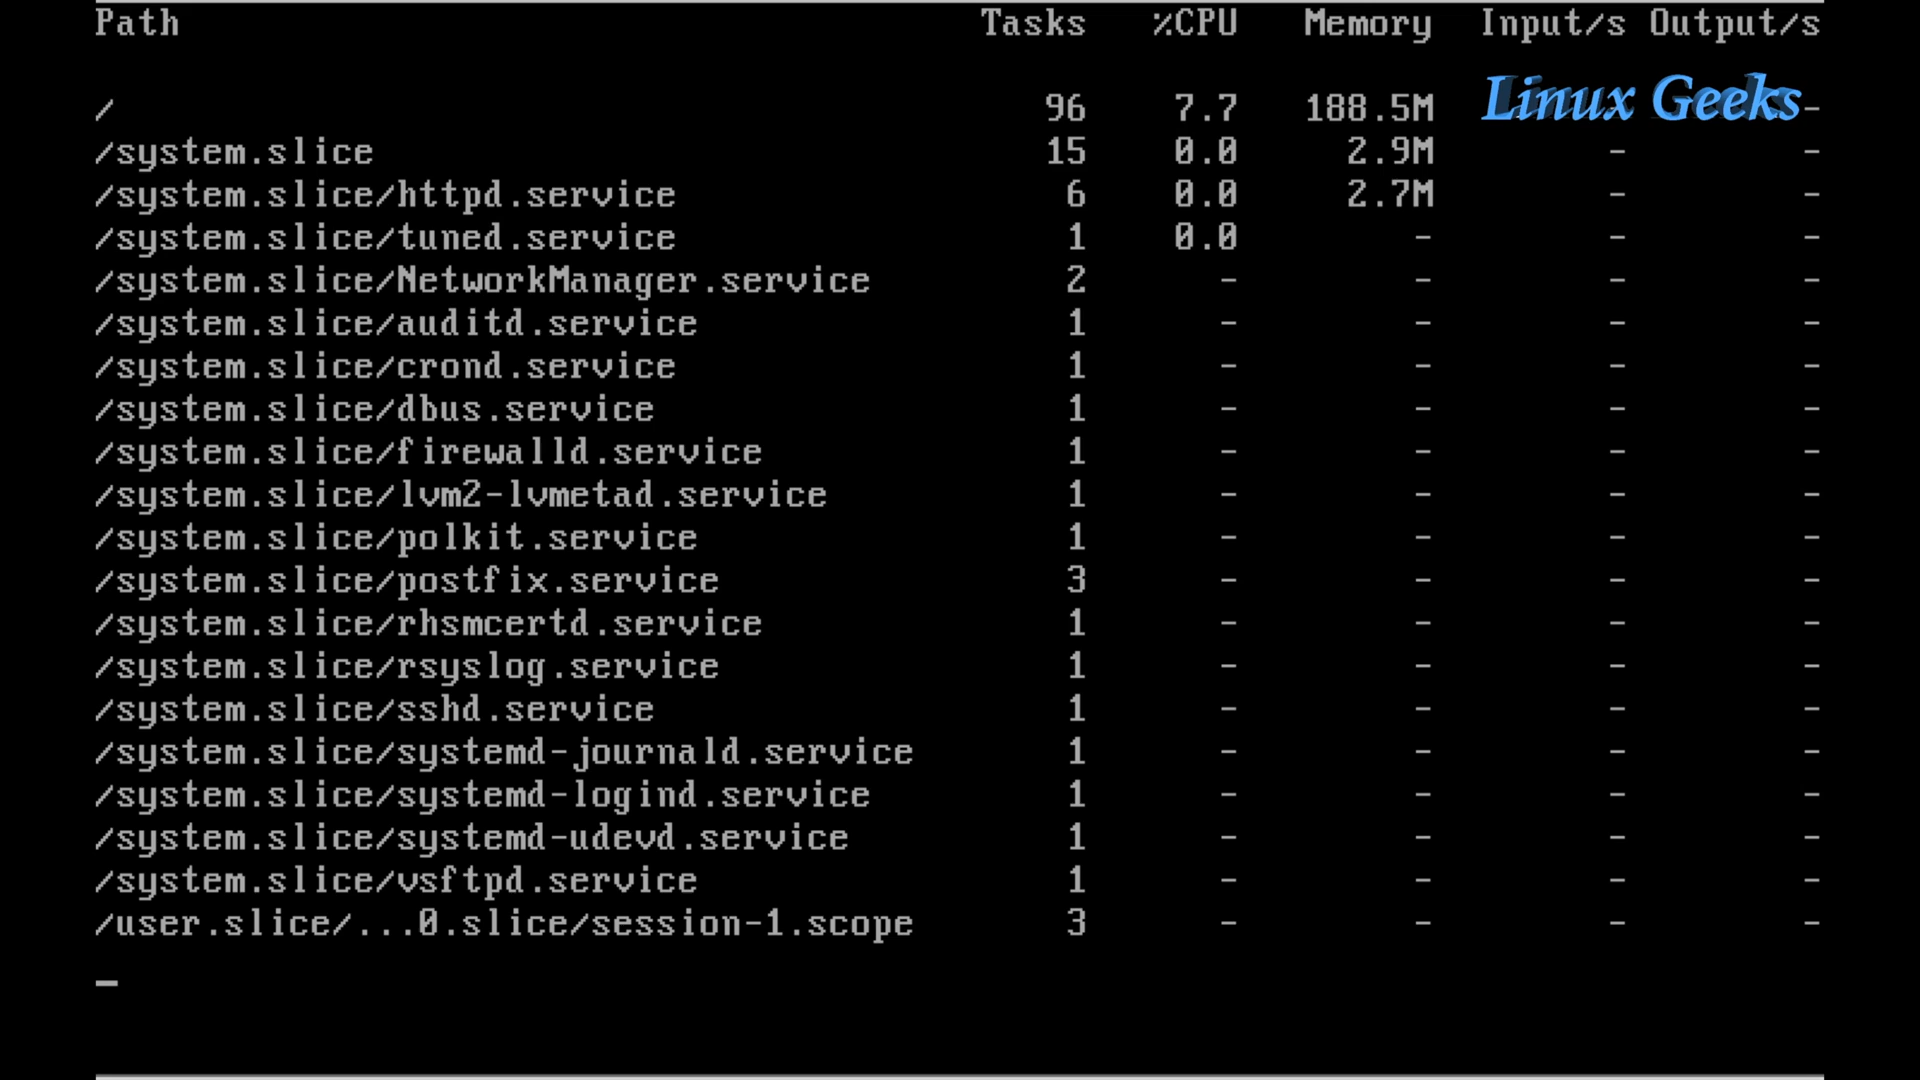 Path Tasks %CPU Memory Input/s Output/s
Linux Geeks
/ 96 7.7 188.5M -
/system.slice 15 0.0 2.9M - -
/system.slice/httpd.service 6 0.0 2.7M - -
/system.slice/tuned.service 1 0.0 - - -
/system.slice/NetworkManager.service 2 - - - -
/system.slice/auditd.service 1 - - - -
/system.slice/crond.service 1 - - - -
/system.slice/dbus.service 1 - - - -
/system.slice/firewalld.service 1 - - - -
/system.slice/lvm2-lvmetad.service 1 - - - -
/system.slice/polkit.service 1 - - - -
/system.slice/postfix.service 3 - - - -
/system.slice/rhsmcertd.service 1 - - - -
/system.slice/rsyslog.service 1 - - - -
/system.slice/sshd.service 1 - - - -
/system.slice/systemd-journald.service 1 - - - -
/system.slice/systemd-logind.service 1 - - - -
/system.slice/systemd-udevd.service 1 - - - -
/system.slice/vsftpd.service 1 - - - -
/user.slice/...0.slice/session-1.scope 3 - - - -